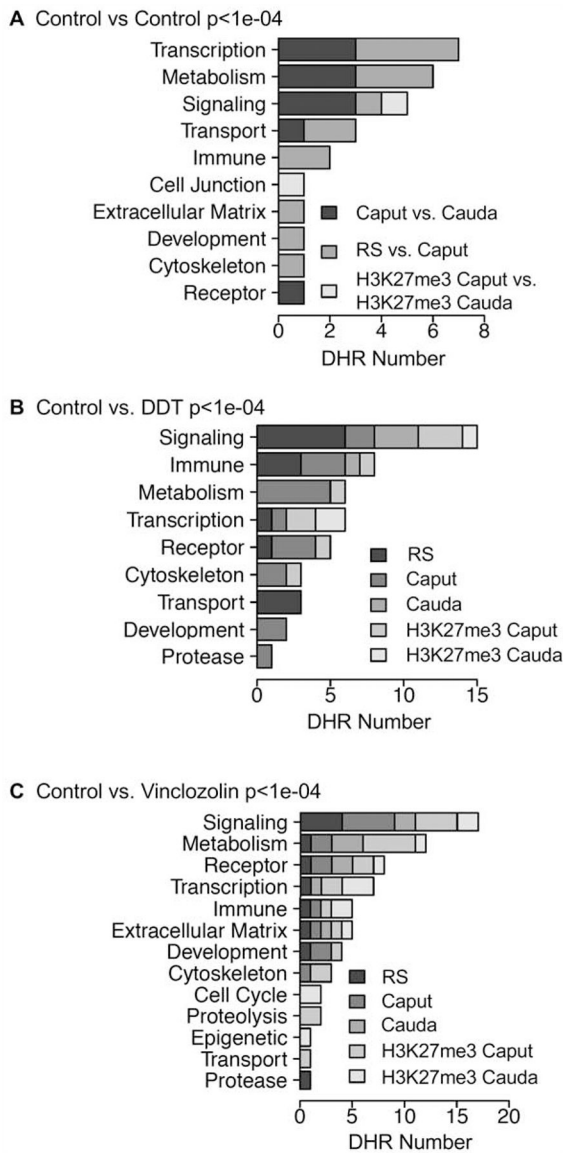 A Control vs Control p<1e-04
Transcription
Metabolism
Signaling
Transport
Immune
Cell Junction
Extracellular Matrix
Development
Cytoskeleton
Receptor
Caput vs. Cauda
RS vs. Caput
H3K27me3 Caput vs.
H3K27me3 Cauda
0 2 4 6 8
DHR Number
B Control vs. DDT p<1e-04
Signaling
Immune
Metabolism
Transcription
Receptor
Cytoskeleton
Transport
Development
Protease
RS
Caput
Cauda
H3K27me3 Caput
H3K27me3 Cauda
0 5 10 15
DHR Number
C Control vs. Vinclozolin p<1e-04
Signaling
Metabolism
Receptor
Transcription
Immune
Extracellular Matrix
Development
Cytoskeleton
Cell Cycle
Proteolysis
Epigenetic
Transport
Protease
RS
Caput
Cauda
H3K27me3 Caput
H3K27me3 Cauda
0 5 10 15 20
DHR Number